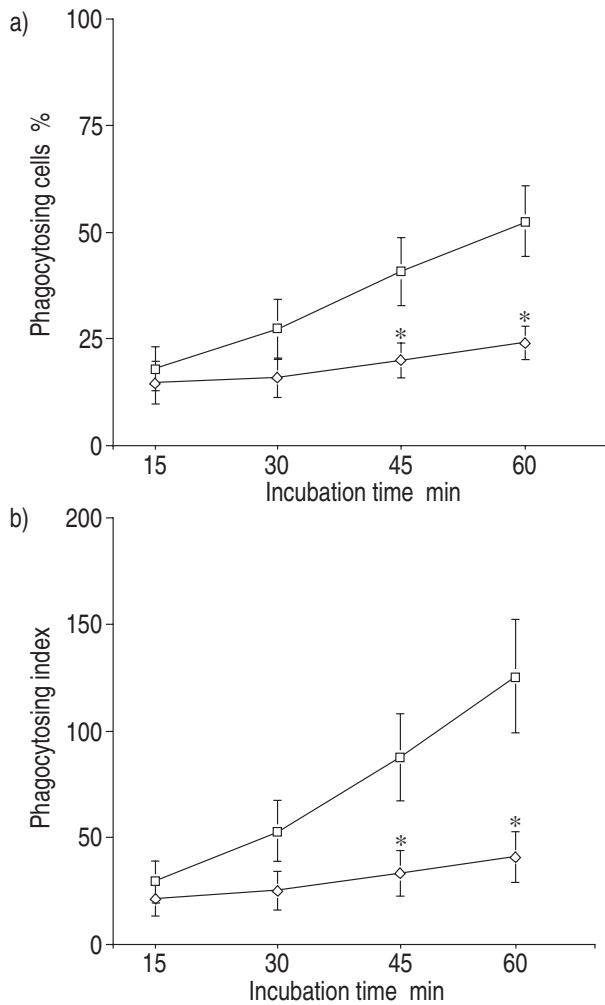 a)
100
75
50
25
0
Phagocytosing cells %
*
*
15 30 45 60
Incubation time min
b)
200
150
100
50
0
Phagocytosing index
*
*
15 30 45 60
Incubation time min